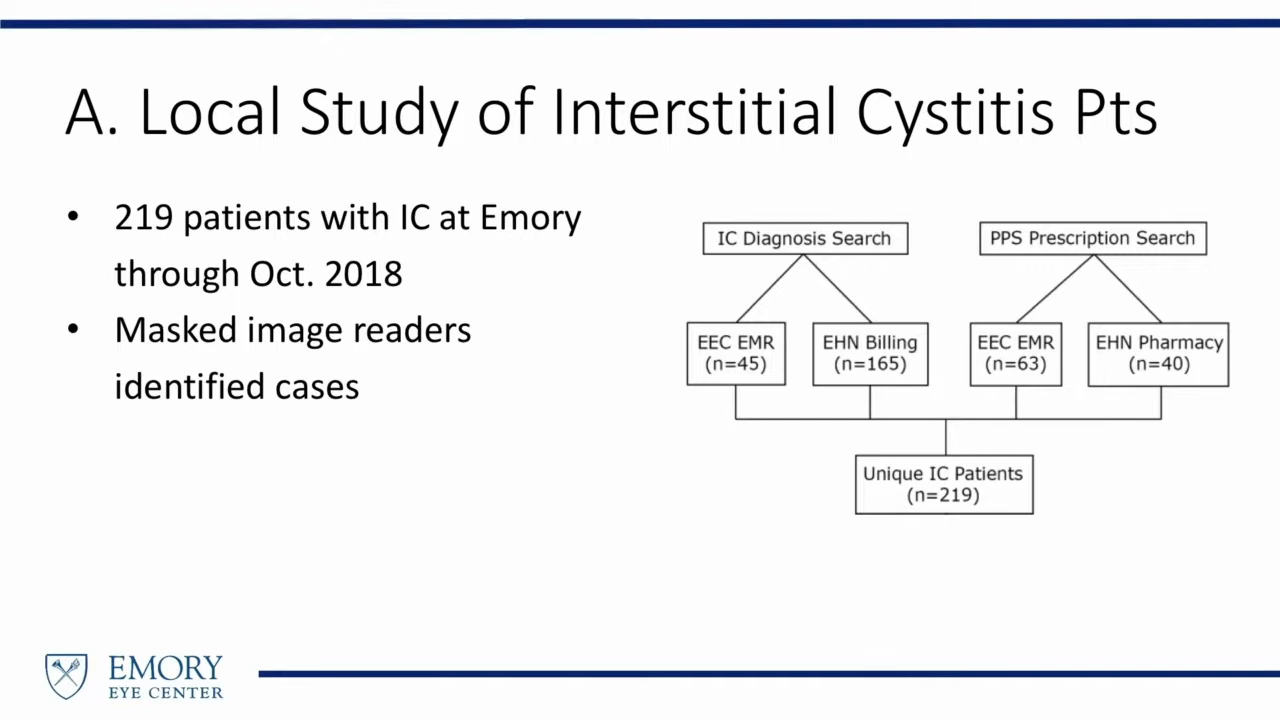 A. Local Study of Interstitial Cystitis Pts
• 219 patients with IC at Emory
through Oct. 2018
• Masked image readers
identified cases
IC Diagnosis Search
PPS Prescription Search
EEC EMR
(n=45)
EHN Billing
(n=165)
EEC EMR
(n=63)
EHN Pharmacy
(n=40)
Unique IC Patients
(n=219)
EMORY
EYE CENTER